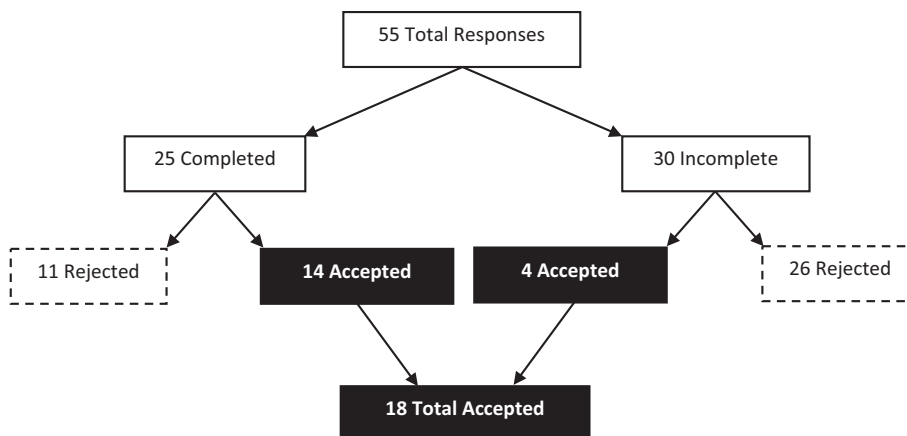 55 Total Responses
25 Completed
30 Incomplete
11 Rejected
14 Accepted
4 Accepted
26 Rejected
18 Total Accepted